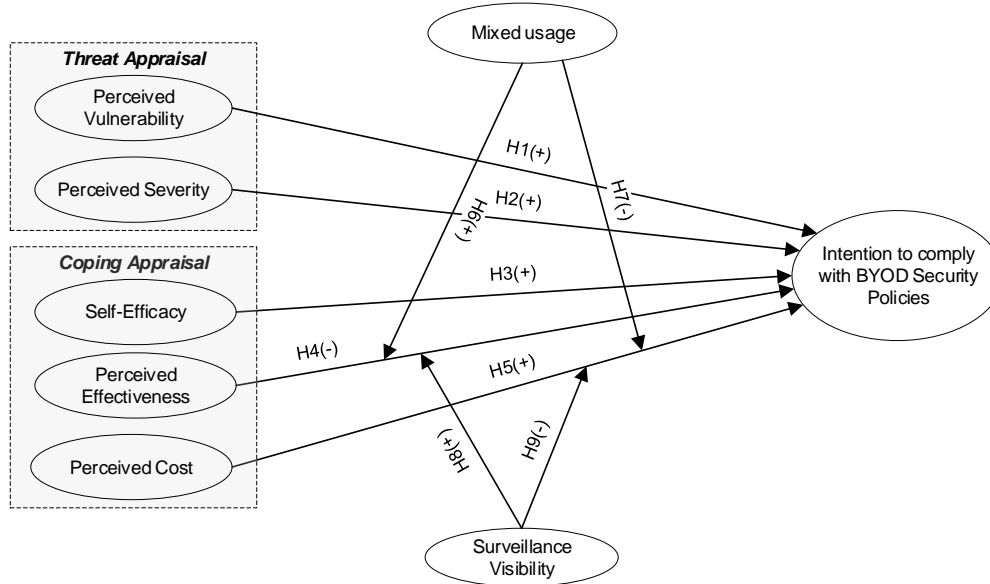 Mixed usage
Threat Appraisal
Perceived
Vulnerability
Perceived Severity
H1(+)
H2(+)
H6(+)
H7(-)
Coping Appraisal
Self-Efficacy
Perceived
Effectiveness
Perceived Cost
H3(+)
H4(-)
H5(+)
H8(+)
H9(-)
Intention to comply
with BYOD Security
Policies
Surveillance
Visibility